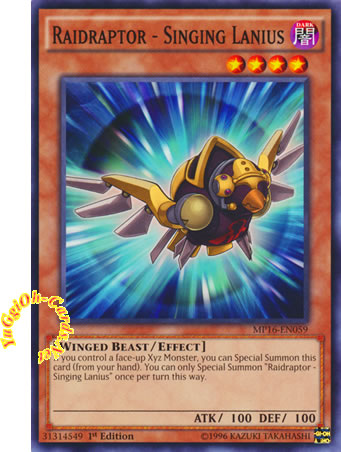 RAIDRAPTOR - SINGING LANIUS
DARK
闇
MP16-EN059
[WINGED BEAST / EFFECT]
If you control a face-up Xyz Monster, you can Special Summon this
card (from your hand). You can only Special Summon "Raidraptor -
Singing Lanius" once per turn this way.
ATK / 100 DEF / 100
31314549 1st Edition ©1996 KAZUKI TAKAHASHI
YuGgiOh-Cards.Net